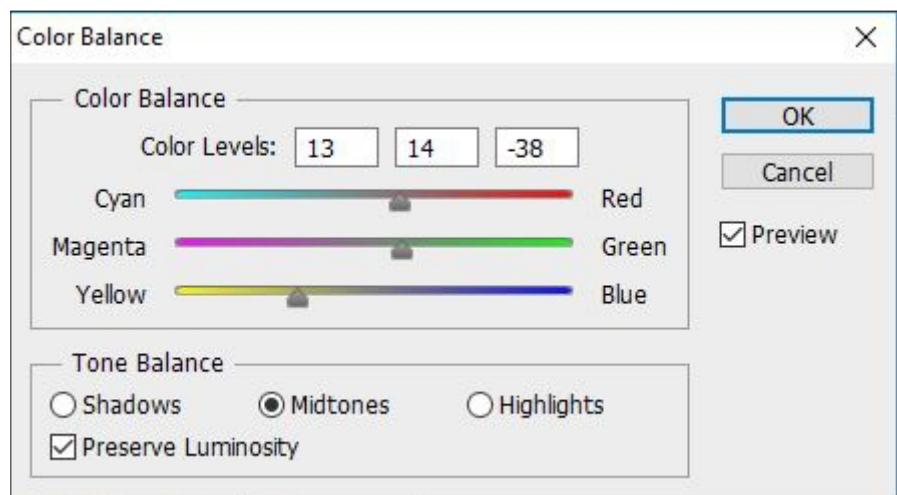 Color Balance
Color Balance
Color Levels: 13 14 -38
Cyan Red
Magenta Green
Yellow Blue
OK
Cancel
Preview
Tone Balance
Shadows Midtones Highlights
Preserve Luminosity